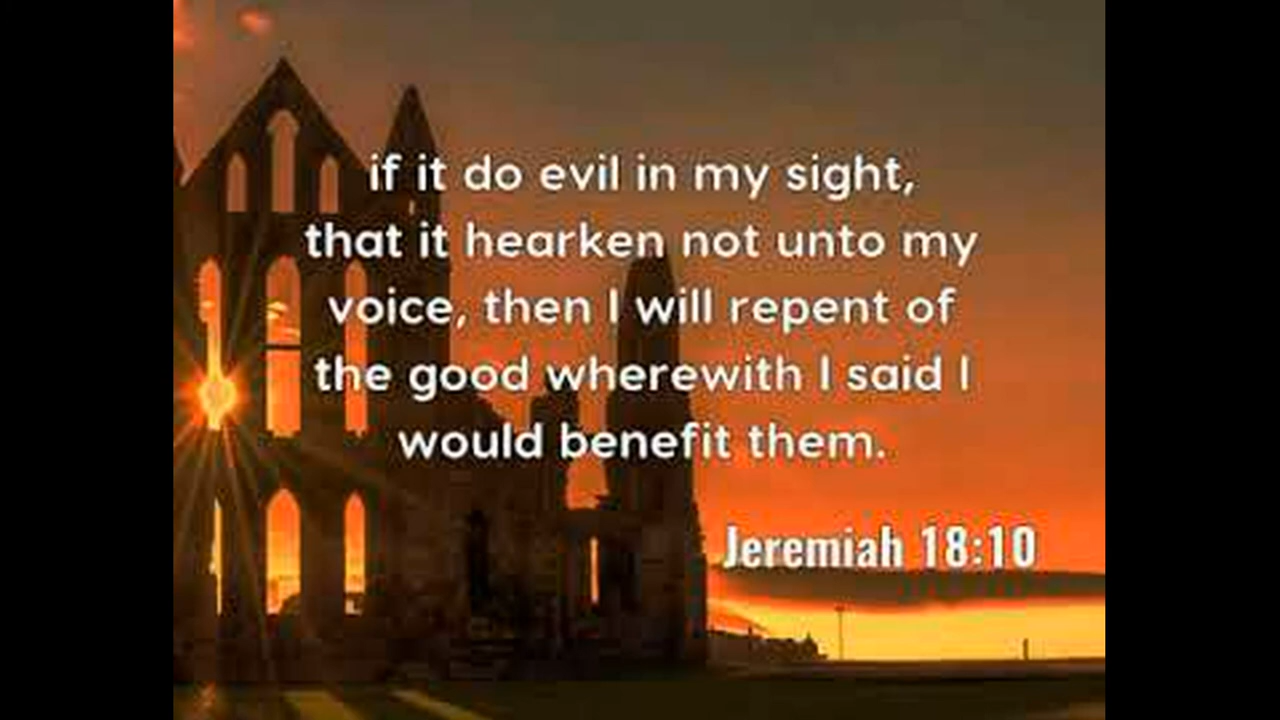 if it do evil in my sight,
that it hearken not unto my
voice, then I will repent of
the good wherewith I said I
would benefit them.
Jeremiah 18:10